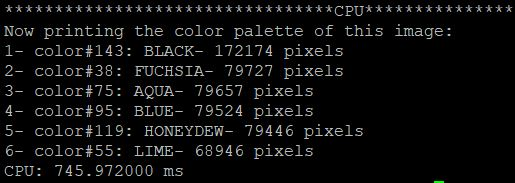 *********************************CPU***************
Now printing the color palette of this image:
1- color#143: BLACK- 172174 pixels
2- color#38: FUCHSIA- 79727 pixels
3- color#75: AQUA- 79657 pixels
4- color#95: BLUE- 79524 pixels
5- color#119: HONEYDEW- 79446 pixels
6- color#55: LIME- 68946 pixels
CPU: 745.972000 ms